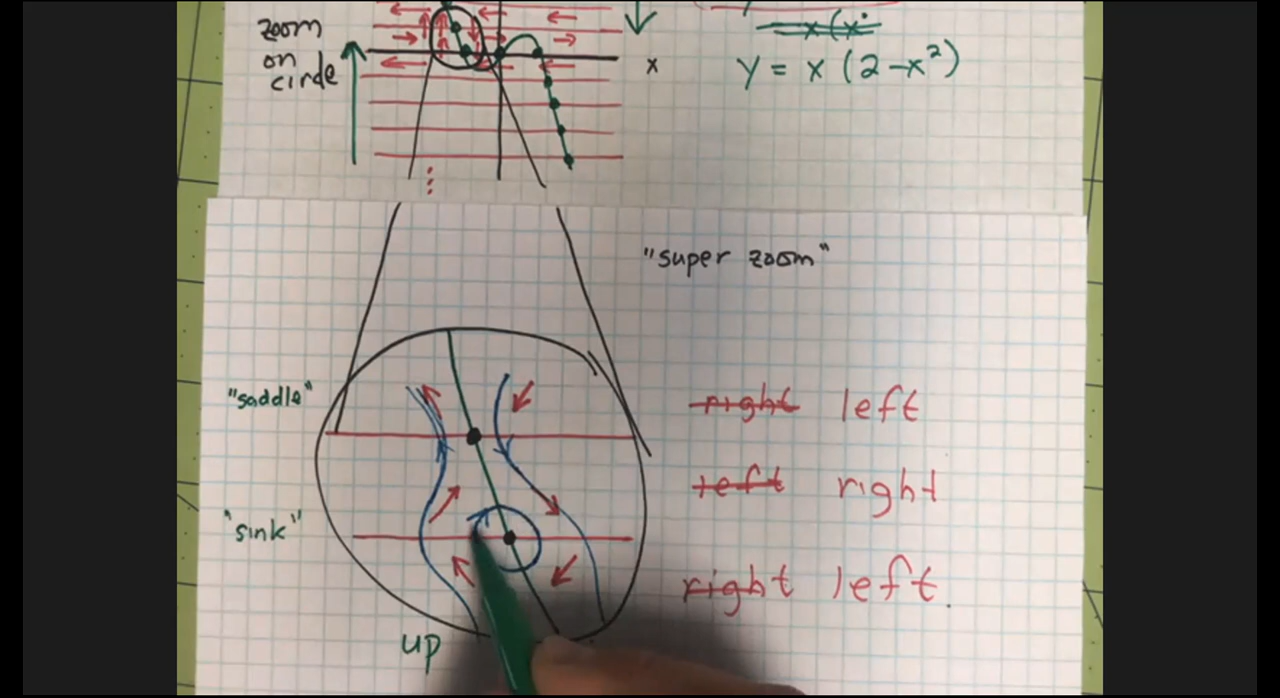 zoom
on
circle
x
y = x (2-x²)
"super zoom"
"saddle"
right left
left right
"sink"
right left.
up